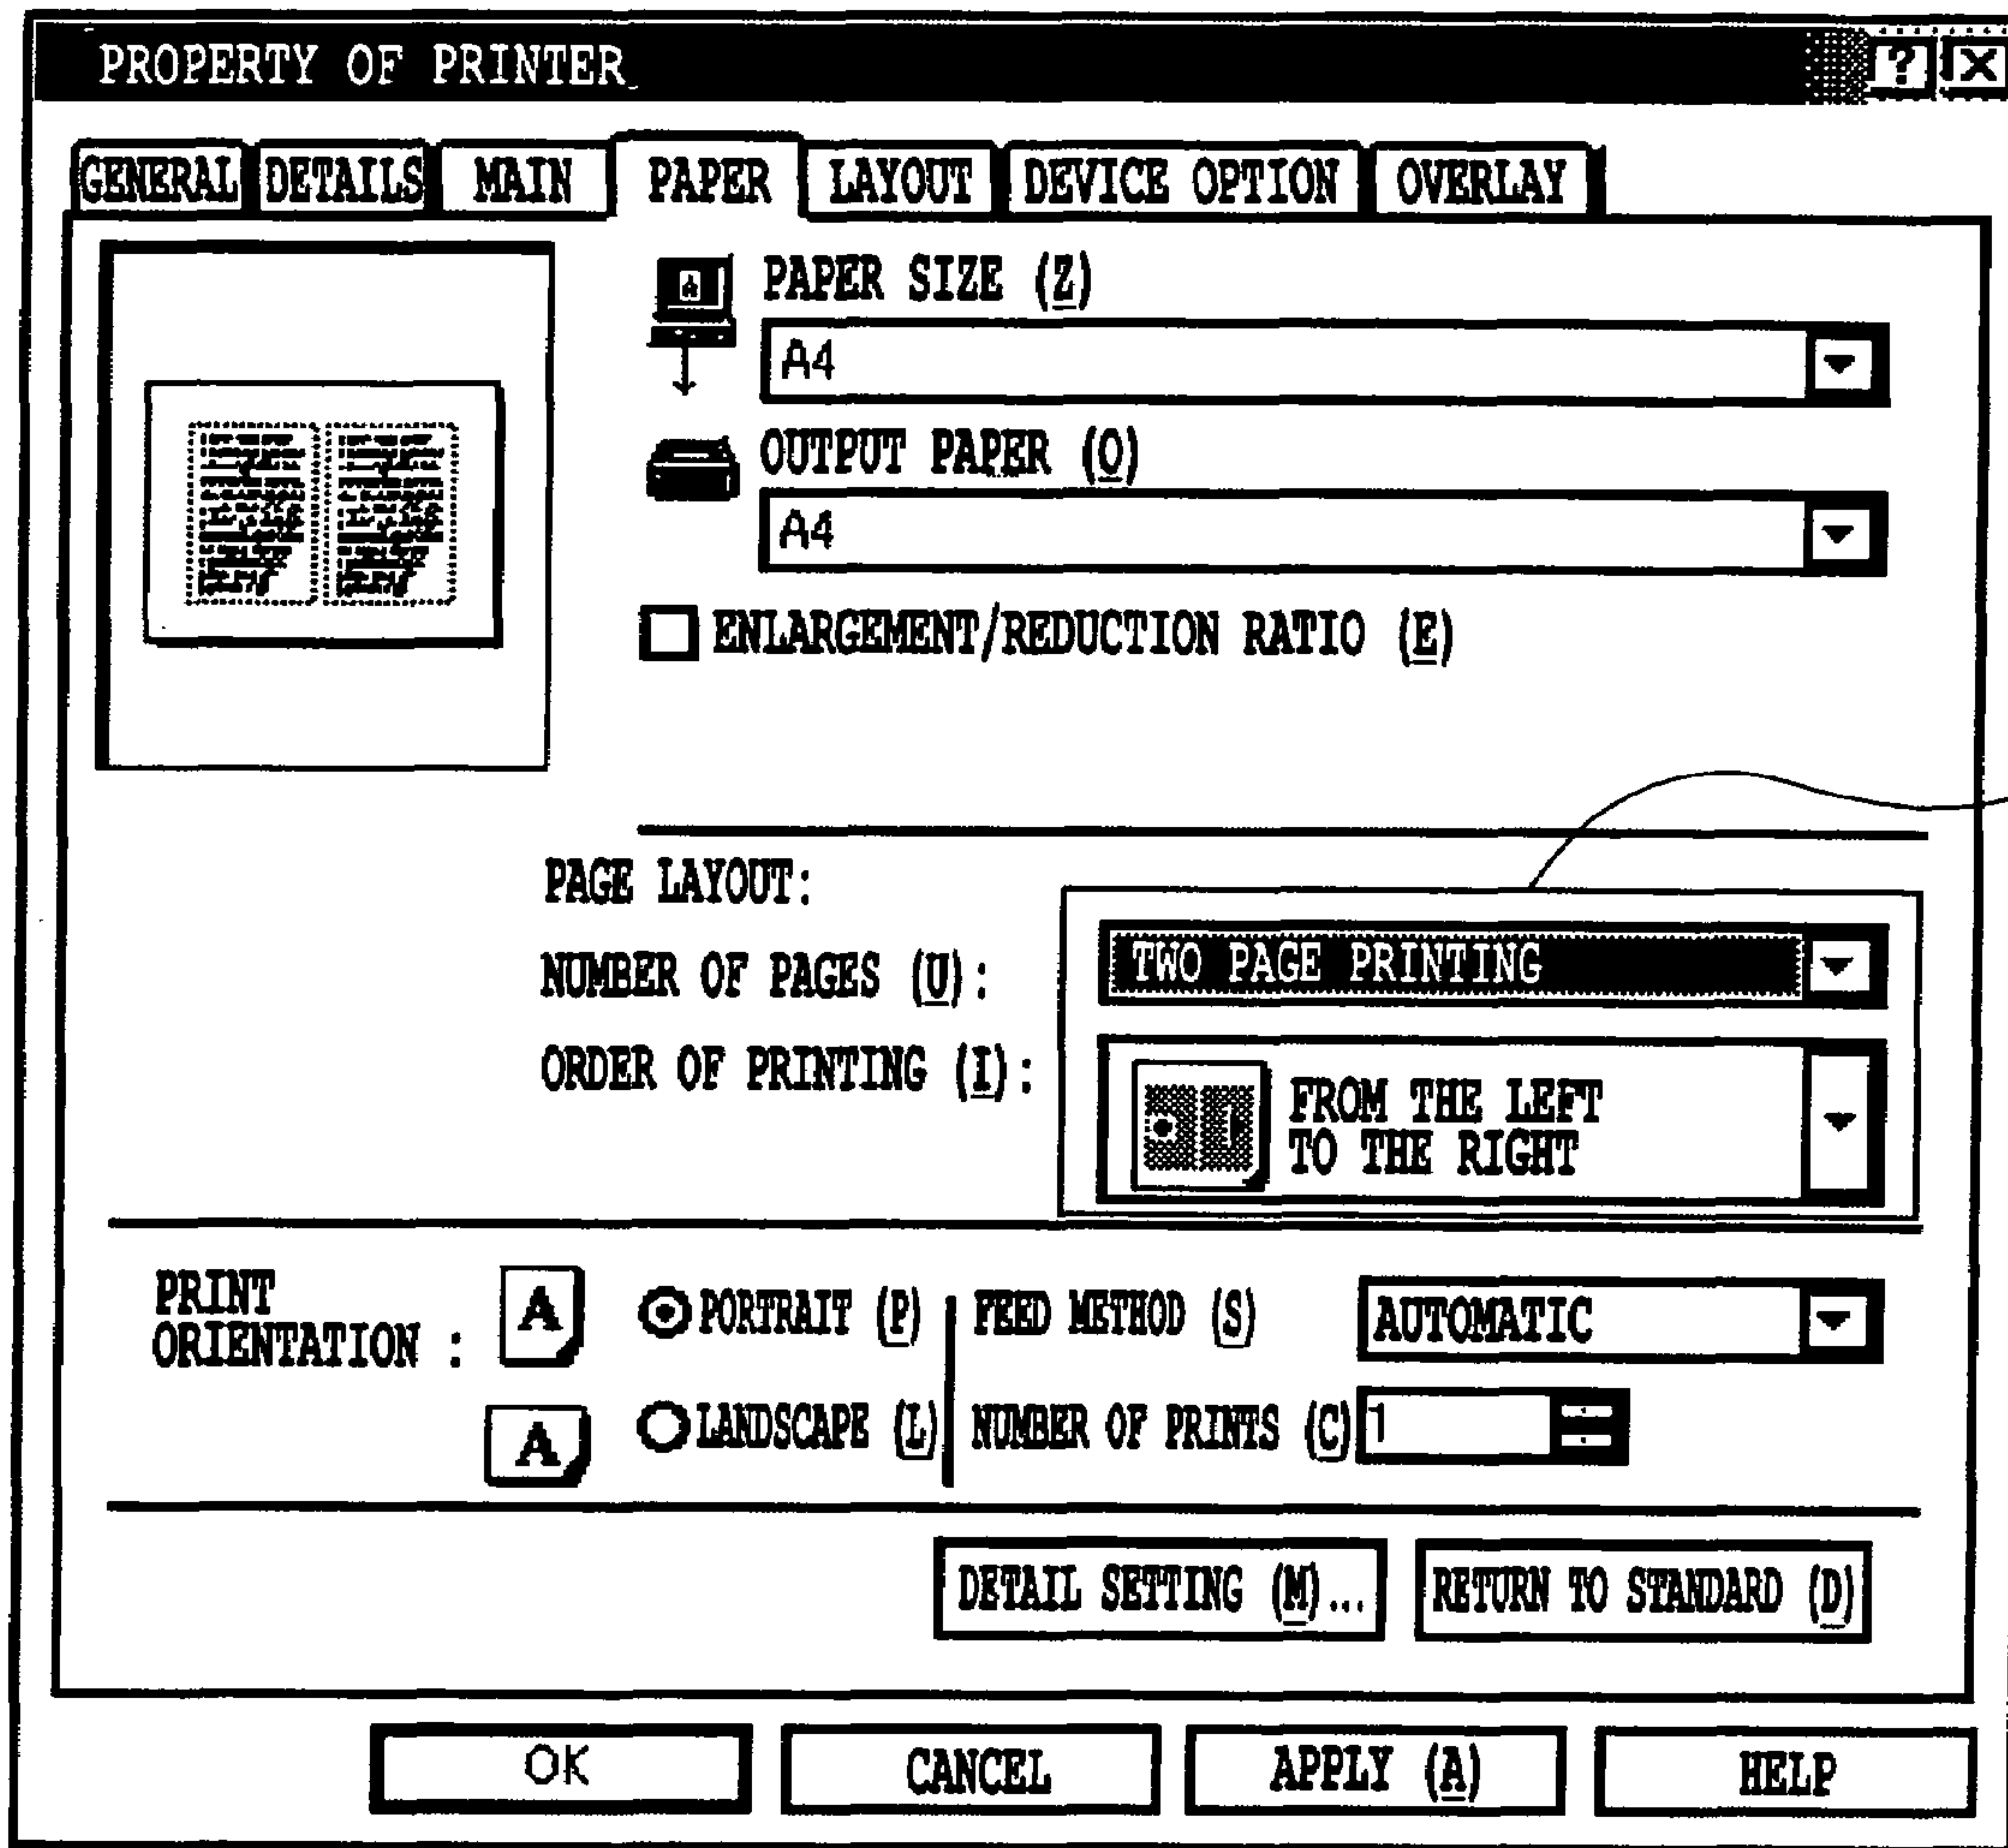 PROPERTY OF PRINTER
? X
GENERAL DETAILS MAIN PAPER LAYOUT DEVICE OPTION OVERLAY
A
PAPER SIZE (Z)
A4
OUTPUT PAPER (O)
A4
ENLARGEMENT/REDUCTION RATIO (E)
PAGE LAYOUT:
NUMBER OF PAGES (U): TWO PAGE PRINTING
ORDER OF PRINTING (I): FROM THE LEFT
TO THE RIGHT
PRINT
ORIENTATION :
A PORTRAIT (P) FEED METHOD (S) AUTOMATIC
A LANDSCAPE (L) NUMBER OF PRINTS (C) 1
DETAIL SETTING (M)... RETURN TO STANDARD (D)
OK CANCEL APPLY (A) HELP